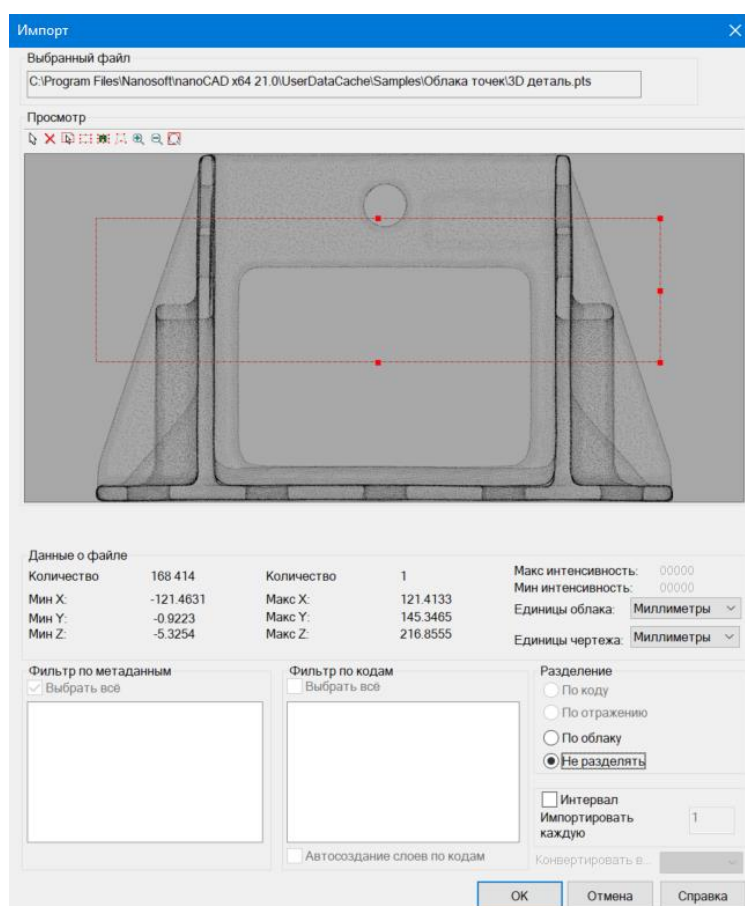 Импорт
Выбранный файл
C:\Program Files\Nanosoft\nanoCAD x64 21.0\UserDataCache\Samples\Облака точек\3D деталь.pts
Просмотр
Данные о файле
Количество 168 414 Количество 1 Макс интенсивность: 00000
Мин интенсивность: 00000
Мин X: -121.4631 Макс X: 121.4133 Единицы облака: Миллиметры
Мин Y: -0.9223 Макс Y: 145.3465
Мин Z: -5.3254 Макс Z: 216.8555 Единицы чертежа: Миллиметры
Фильтр по метаданным Фильтр по кодам Разделение
Выбрать всё Выбрать всё По коду
По отражению
По облаку
Не разделять
Интервал
Импортировать каждую 1
Автосоздание слоев по кодам Конвертировать в...
OK Отмена Справка